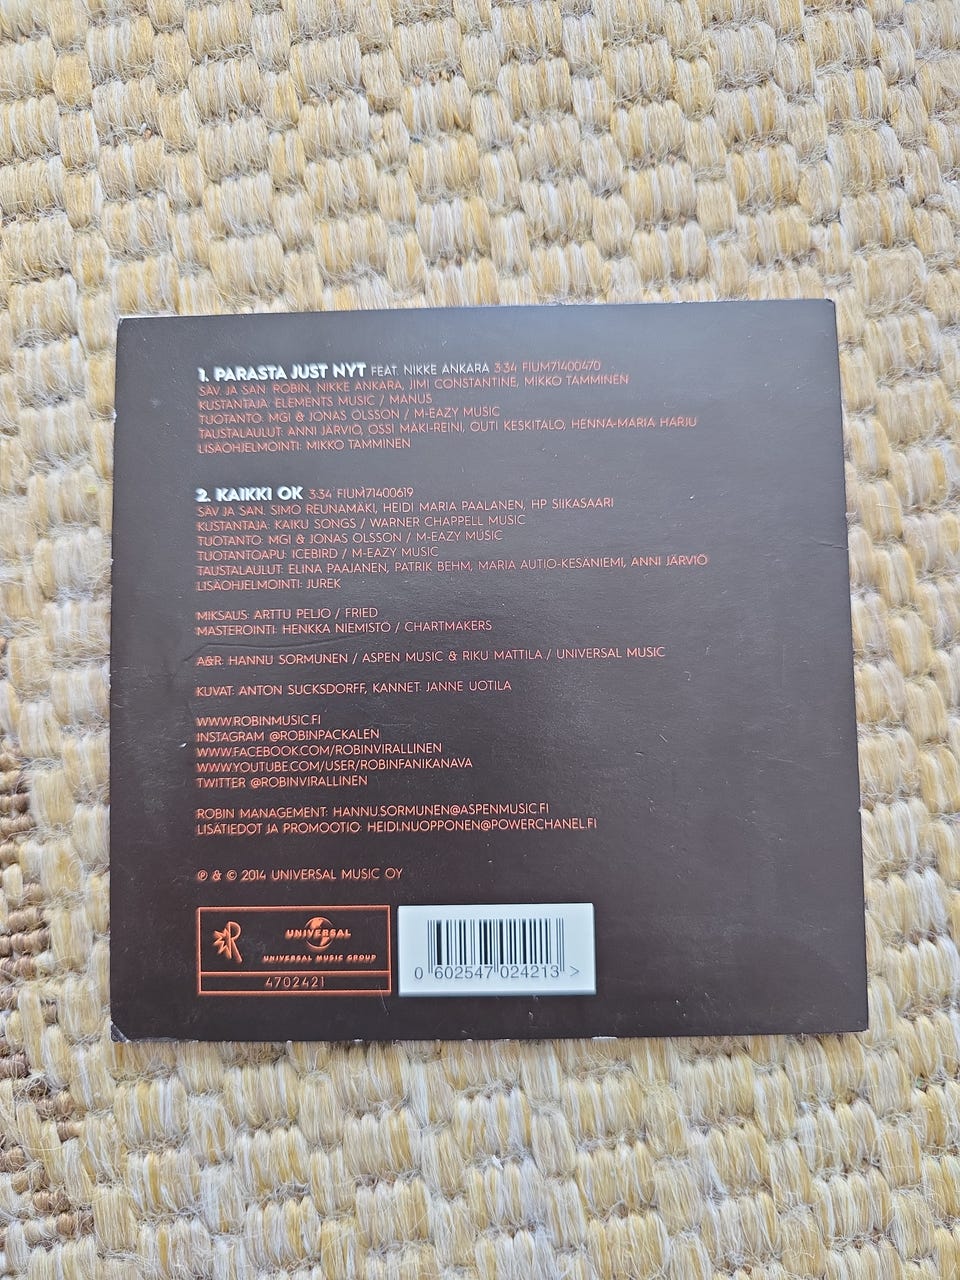 1. PARASTA JUST NYT FEAT. NIKKE ANKARA 3:34 FIUM71400470
SÄV. JA SAN. ROBIN, NIKKE ANKARA, JIMI CONSTANTINE, MIKKO TAMMINEN
KUSTANTAJA: ELEMENTS MUSIC / MANUS
TUOTANTO: MGI & JONAS OLSSON / M-EAZY MUSIC
TAUSTALAULUT: ANNI JÄRVIÖ, OSSI MÄKI-REINI, OUTI KESKITALO, HENNA-MARIA HARJU
LISÄOHJELMOINTI: MIKKO TAMMINEN
2. KAIKKI OK 3:34 FIUM71400619
SÄV JA SAN. SIMO REUNAMÄKI, HEIDI MARIA PAALANEN, HP SIIKASAARI
KUSTANTAJA: KAIKU SONGS / WARNER CHAPPELL MUSIC
TUOTANTO: MGI & JONAS OLSSON / M-EAZY MUSIC
TUOTANTOAPU: ICEBIRD / M-EAZY MUSIC
TAUSTALAULUT: ELINA PAAJANEN, PATRIK BEHM, MARIA AUTIO-KESÄNIEMI, ANNI JÄRVIÖ
LISÄOHJELMOINTI: JUREK
MIKSAUS: ARTTU PELJO / FRIED
MASTEROINTI: HENKKA NIEMISTÖ / CHARTMAKERS
A&R: HANNU SORMUNEN / ASPEN MUSIC & RIKU MATTILA / UNIVERSAL MUSIC
KUVAT: ANTON SUCKSDORFF, KANNET: JANNE UOTILA
WWW.ROBINMUSIC.FI
INSTAGRAM @ROBINPACKALEN
WWW.FACEBOOK.COM/ROBINVIRALLINEN
WWW.YOUTUBE.COM/USER/ROBINFANIKANAVA
TWITTER @ROBINVIRALLINEN
ROBIN MANAGEMENT: HANNU.SORMUNEN@ASPENMUSIC.FI
LISÄTIEDOT JA PROMOOTIO: HEIDI.NUOPPONEN@POWERCHANEL.FI
℗ & © 2014 UNIVERSAL MUSIC OY
R UNIVERSAL
UNIVERSAL MUSIC GROUP
4702421
0 602547 024213 >